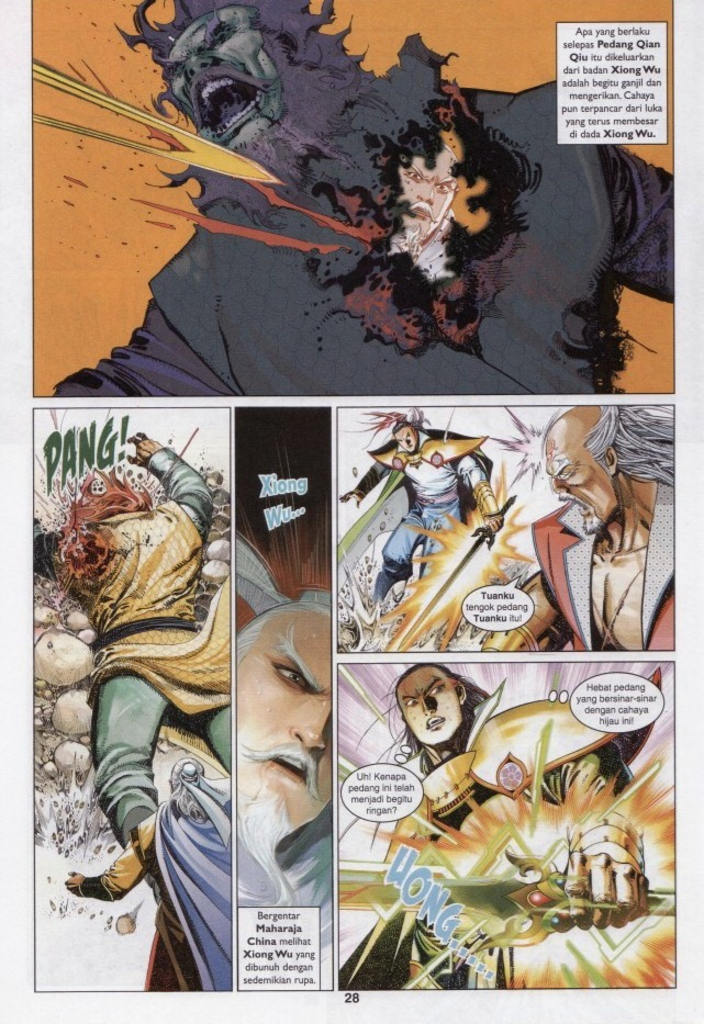 Apa yang berlaku
selepas Pedang Qian
Qiu itu dikeluarkan
dari badan Xiong Wu
adalah begitu ganjil dan
mengerikan. Cahaya
pun terpancar dari luka
yang terus membesar
di dada Xiong Wu.
PANG!
Xiong
Wu...
Bergentar
Maharaja
China melihat
Xiong Wu yang
dibunuh dengan
sedemikian rupa.
Tuanku
tengok pedang
Tuanku itu!
Hebat pedang
yang bersinar-sinar
dengan cahaya
hijau ini!
Uh! Kenapa
pedang ini telah
menjadi begitu
ringan?
UONG......
28